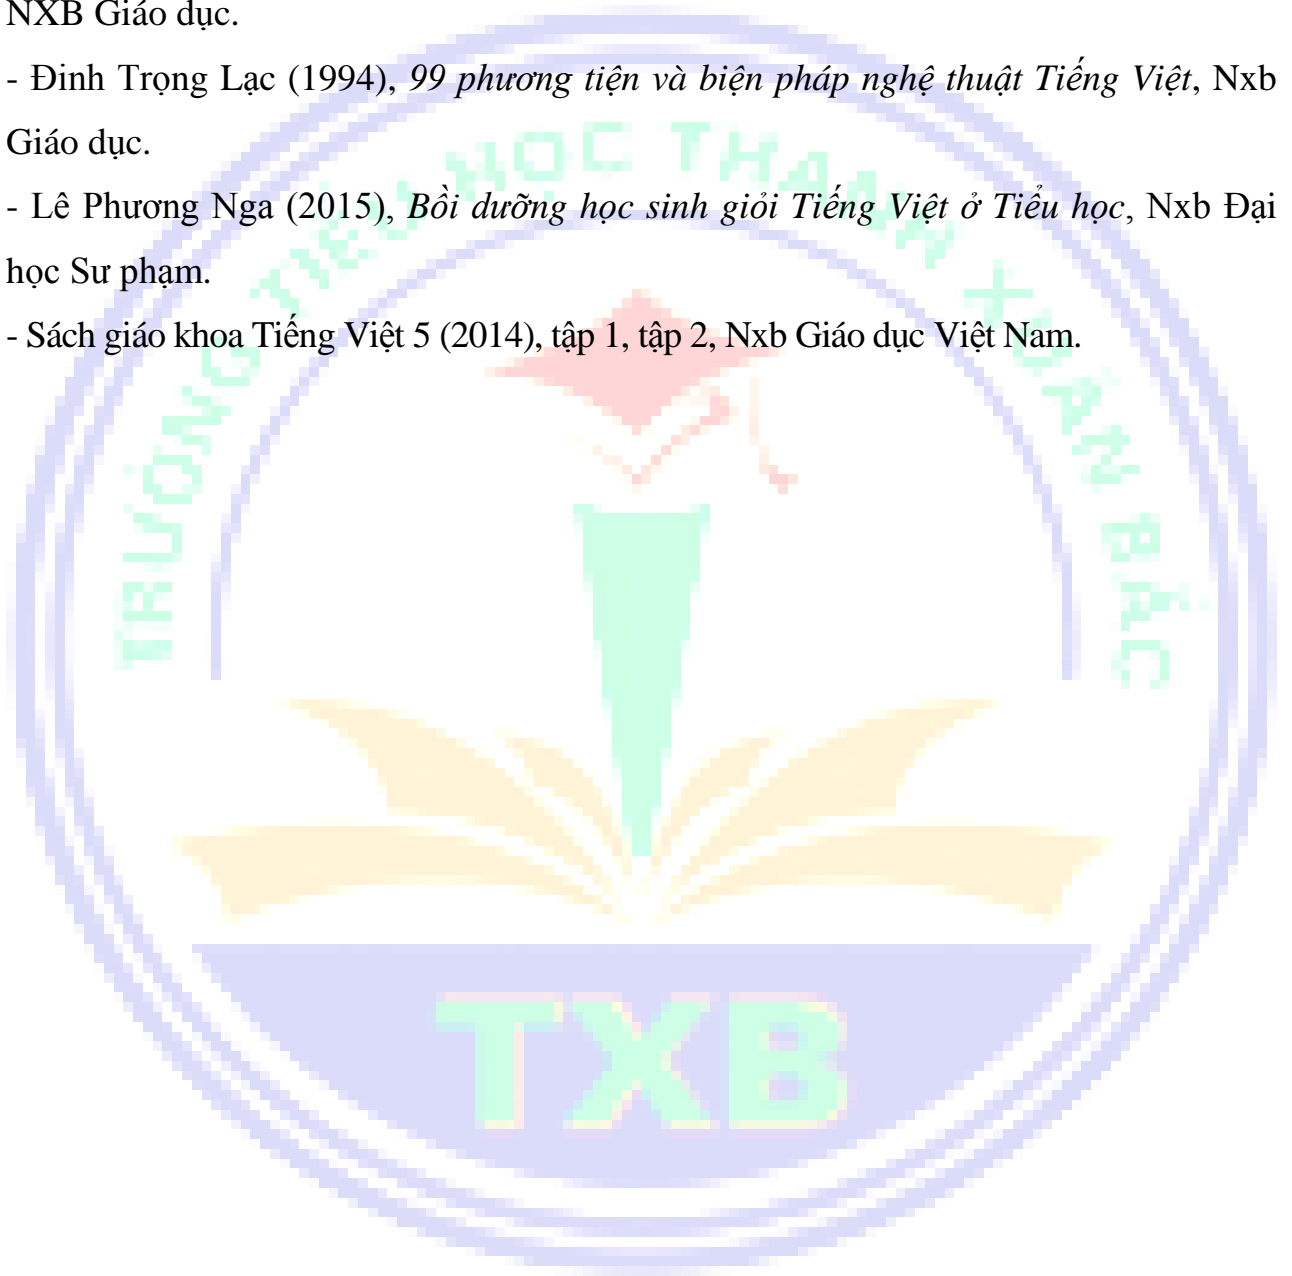 NXB Giáo dục.
- Đinh Trọng Lạc (1994), 99 phương tiện và biện pháp nghệ thuật Tiếng Việt, Nxb
Giáo dục.
- Lê Phương Nga (2015), Bồi dưỡng học sinh giỏi Tiếng Việt ở Tiểu học, Nxb Đại
học Sư phạm.
- Sách giáo khoa Tiếng Việt 5 (2014), tập 1, tập 2, Nxb Giáo dục Việt Nam.
TRƯỜNG TIỂU HỌC THANH XUÂN BẮC
TXB